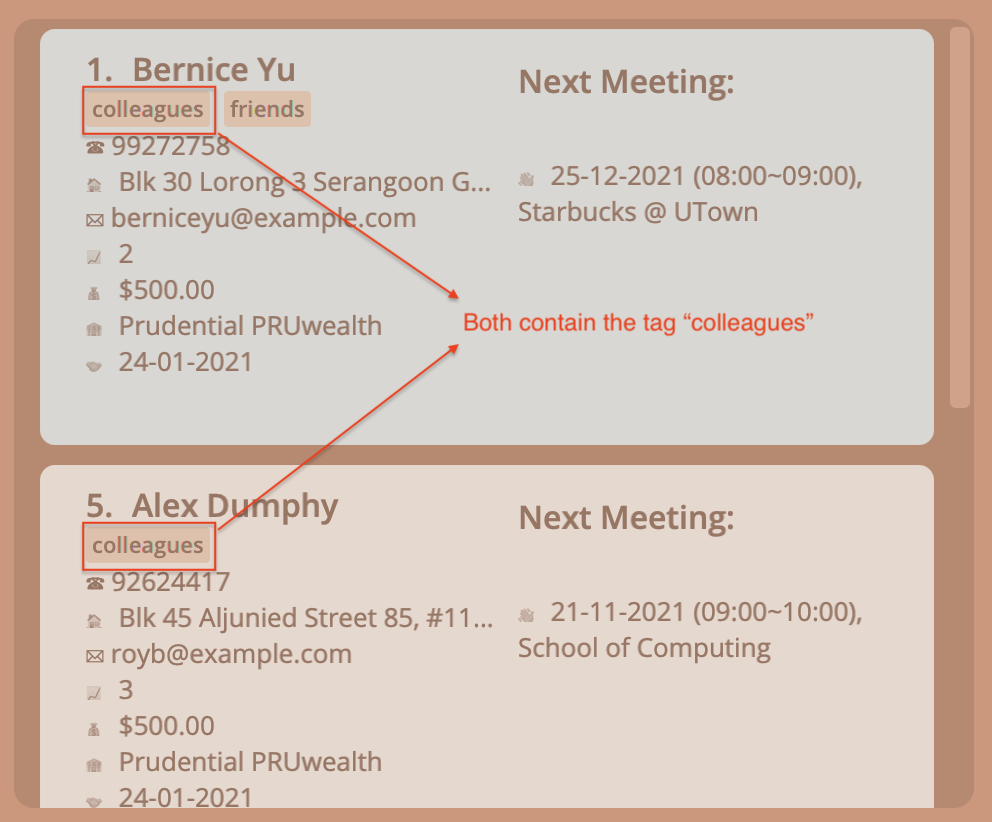 1. Bernice Yu
colleagues friends
99272758
Blk 30 Lorong 3 Serangoon G...
berniceyu@example.com
2
$500.00
Prudential PRUwealth
24-01-2021
Next Meeting:
25-12-2021 (08:00~09:00),
Starbucks @ UTown
Both contain the tag “colleagues”
5. Alex Dumphy
colleagues
92624417
Blk 45 Aljunied Street 85, #11...
royb@example.com
3
$500.00
Prudential PRUwealth
24-01-2021
Next Meeting:
21-11-2021 (09:00~10:00),
School of Computing